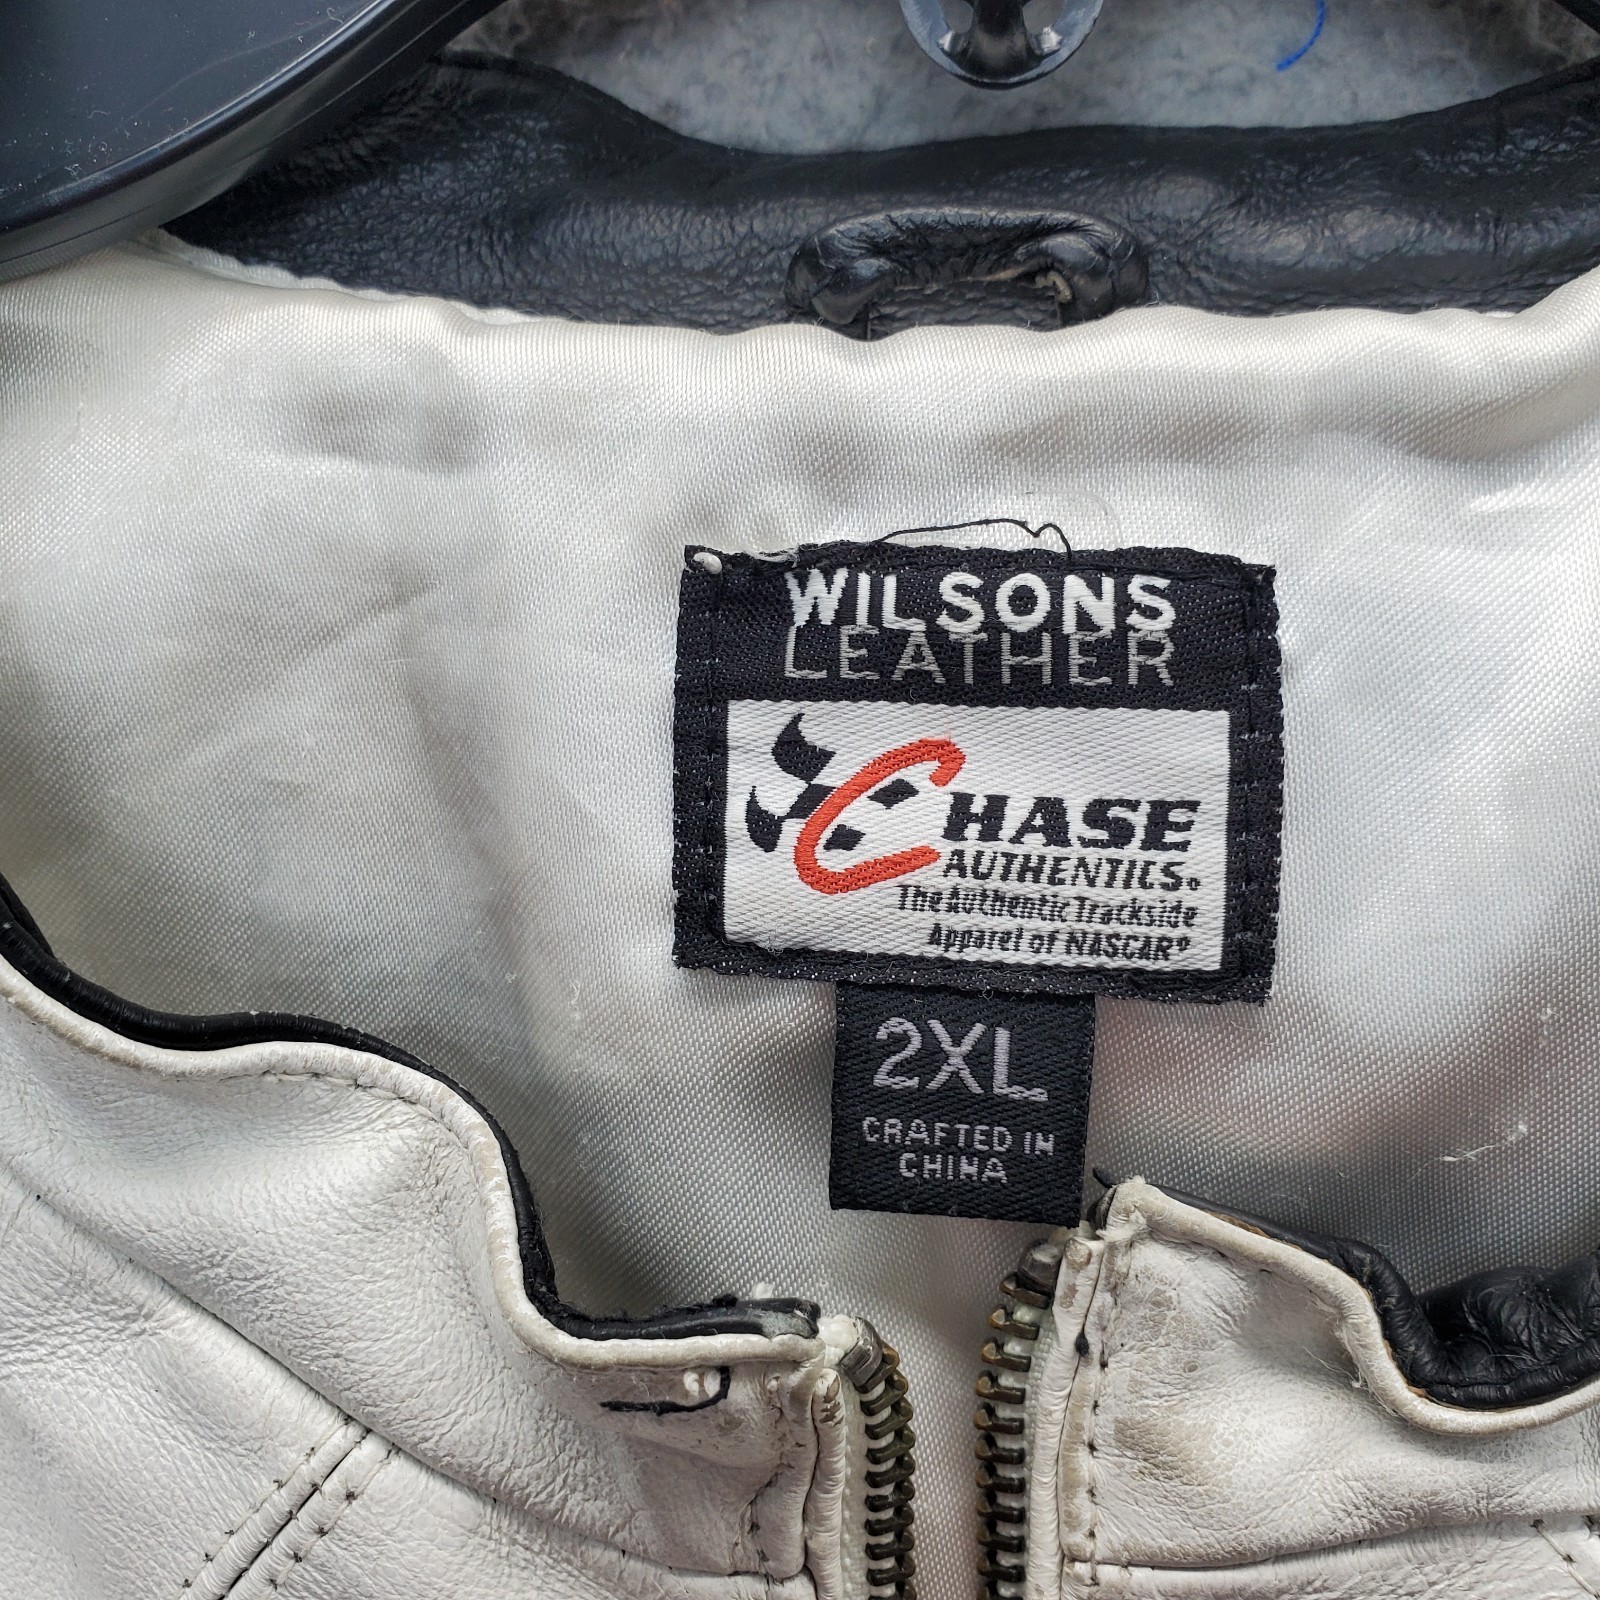 WILSONS
LEATHER
CHASE
AUTHENTICS®
The Authentic Trackside
Apparel of NASCAR®
2XL
CRAFTED IN
CHINA